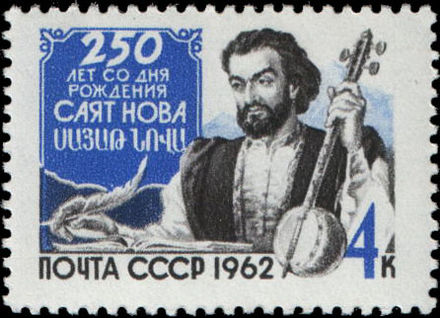 250
ЛЕТ СО ДНЯ
РОЖДЕНИЯ
САЯТ НОВА
ՍԱՅԱԹ ՆՈՎԱ
4 К
ПОЧТА СССР 1962